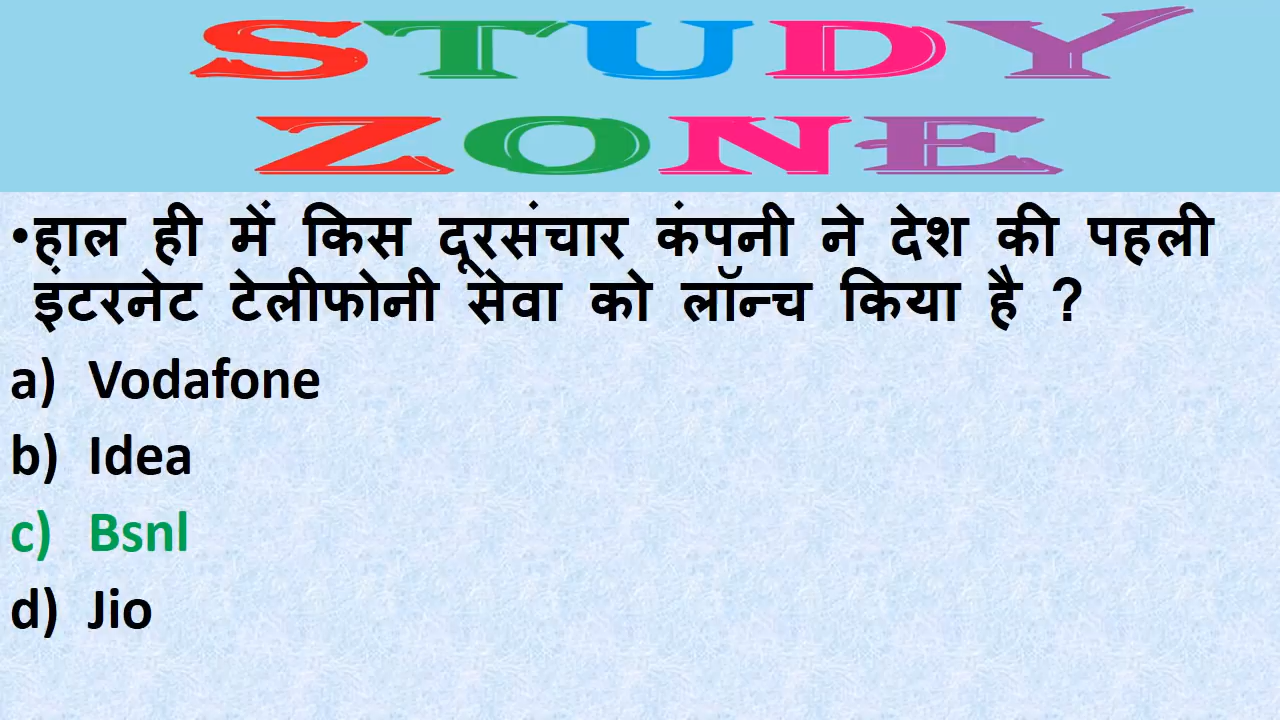 STUDY
ZONE
•हाल ही में किस दूरसंचार कंपनी ने देश की पहली
इंटरनेट टेलीफोनी सेवा को लॉन्च किया है ?
a) Vodafone
b) Idea
c) Bsnl
d) Jio